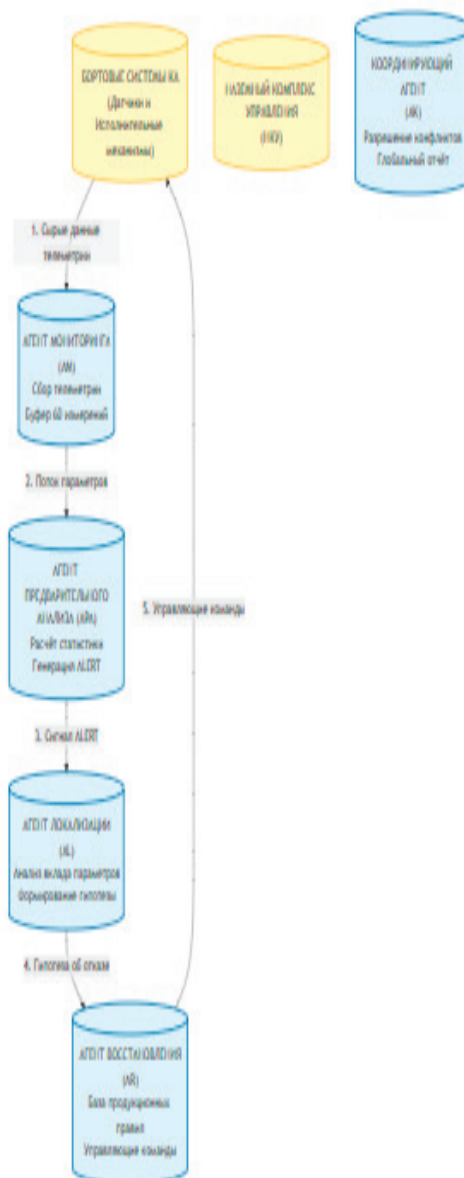 БОРТОВЫЕ СИСТЕМЫ КА
(Датчики и
Исполнительные
механизмы)
НАЗЕМНЫЙ КОМПЛЕКС
УПРАВЛЕНИЯ
(НКУ)
КООРДИНИРУЮЩИЙ
АГЕНТ
(АК)
Разрешение конфликтов
Глобальный отчёт
1. Сырые данные
телеметрии
АГЕНТ МОНИТОРИНГА
(АМ)
Сбор телеметрии
Буфер 60 измерений
2. Поток параметров
АГЕНТ
ПРЕДВАРИТЕЛЬНОГО
АНАЛИЗА (APA)
Расчёт статистики
Генерация ALERT
5. Управляющие команды
3. Сигнал ALERT
АГЕНТ ЛОКАЛИЗАЦИИ
(AL)
Анализ вклада параметров
Формирование гипотезы
4. Гипотеза об отказе
АГЕНТ ВОССТАНОВЛЕНИЯ
(AR)
База продукционных
правил
Управляющие команды